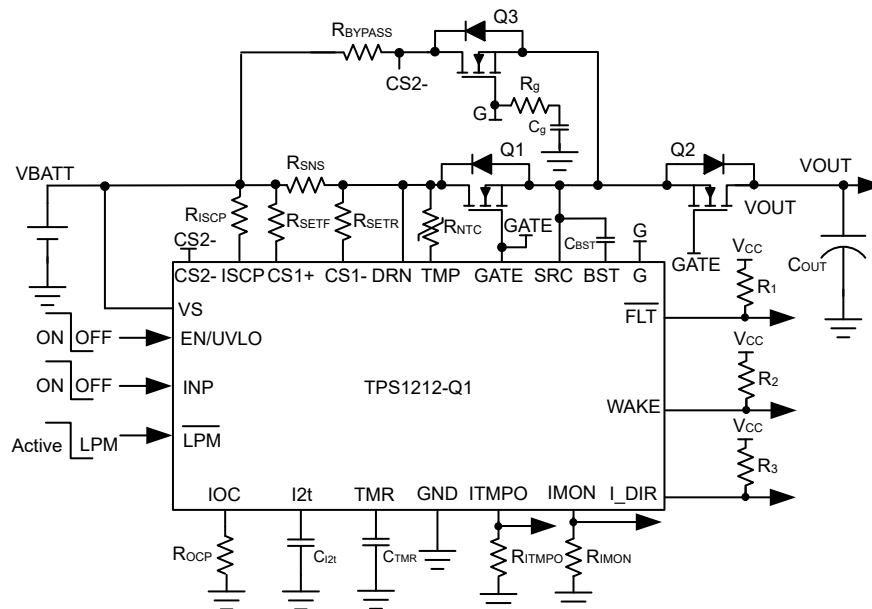 Q3
RBYPASS
CS2-
Rg
G
Cg
VBATT
RSNS
Q1
Q2
VOUT
VOUT
RISCP
RSETF
RSETR
RNTC
GATE
CBST
G
GATE
COUT
CS2-
CS2- ISCP CS1+ CS1- DRN TMP GATE SRC BST G
VCC
R1
VS
FLT
ON OFF
EN/UVLO
VCC
R2
ON OFF
INP
TPS1212-Q1
WAKE
Active LPM
LPM
VCC
R3
IOC I2t TMR GND ITMPO IMON I_DIR
ROCP
CI2t
CTMR
RITMPO
RIMON